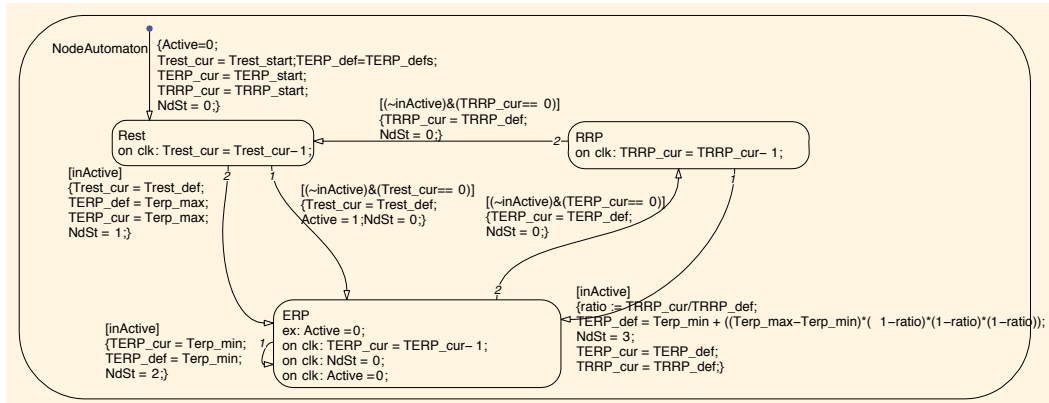 NodeAutomaton
{Active=0;
Trest_cur = Trest_start;TERP_def=TERP_defs;
TERP_cur = TERP_start;
TRRP_cur = TRRP_start;
NdSt = 0;}
[(~inActive)&(TRRP_cur== 0)]
{TRRP_cur = TRRP_def;
NdSt = 0;}
2
Rest
on clk: Trest_cur = Trest_cur-1;
RRP
on clk: TRRP_cur = TRRP_cur-1;
2
1
1
[inActive]
{Trest_cur = Trest_def;
TERP_def = Terp_max;
TERP_cur = Terp_max;
NdSt = 1;}
[(~inActive)&(Trest_cur== 0)]
{Trest_cur = Trest_def;
Active = 1;NdSt = 0;}
[(~inActive)&(TERP_cur== 0)]
{TERP_cur = TERP_def;
NdSt = 0;}
2
[inActive]
{ratio := TRRP_cur/TRRP_def;
TERP_def = Terp_min + ((Terp_max-Terp_min)*( 1-ratio)*(1-ratio)*(1-ratio));
NdSt = 3;
TERP_cur = TERP_def;
TRRP_cur = TRRP_def;}
ERP
ex: Active =0;
on clk: TERP_cur = TERP_cur-1;
on clk: NdSt = 0;
on clk: Active =0;
1
[inActive]
{TERP_cur = Terp_min;
TERP_def = Terp_min;
NdSt = 2;}